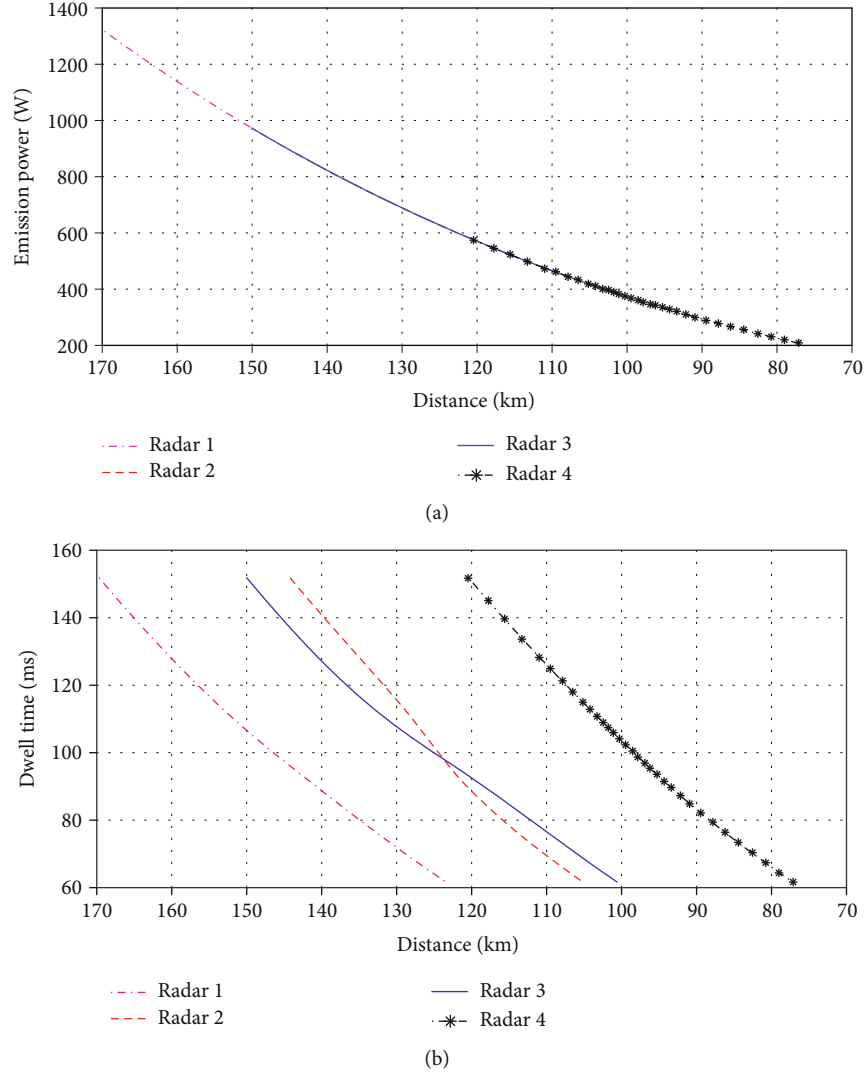 1400
1200
1000
800
600
400
200
Emission power (W)
170 160 150 140 130 120 110 100 90 80 70
Distance (km)
Radar 1
Radar 2
Radar 3
Radar 4
(a)
160
140
120
100
80
60
Dwell time (ms)
170 160 150 140 130 120 110 100 90 80 70
Distance (km)
Radar 1
Radar 2
Radar 3
Radar 4
(b)